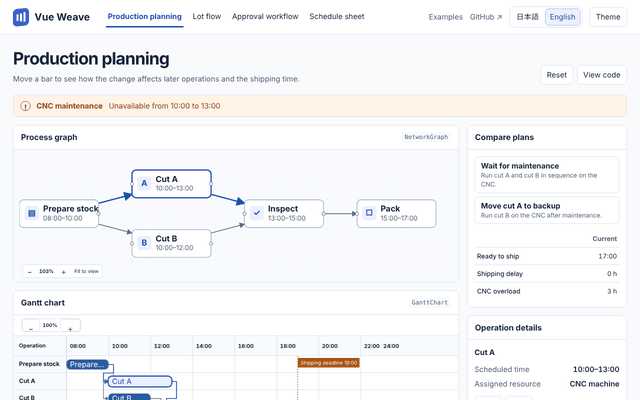 Vue Weave
Production planning
Lot flow
Approval workflow
Schedule sheet
Examples
GitHub ↗
日本語
English
Theme
Production planning
Move a bar to see how the change affects later operations and the shipping time.
Reset
View code
CNC maintenance Unavailable from 10:00 to 13:00
Process graph
NetworkGraph
A
Cut A
10:00–13:00
Prepare stock
08:00–10:00
Inspect
13:00–15:00
Pack
15:00–17:00
B
Cut B
10:00–12:00
− 103% + Fit to view
Compare plans
Wait for maintenance
Run cut A and cut B in sequence on the
CNC.
Move cut A to backup
Run cut B on the CNC after maintenance.
Current
Ready to ship 17:00
Shipping delay 0 h
CNC overload 3 h
Gantt chart
GanttChart
− 100% +
Operation 08:00 10:00 12:00 14:00 16:00 18:00 20:00 22:00 24:00
Prepare stock Prepare... Shipping deadline 19:00
Cut A Cut A
Cut B Cut B
Operation details
Cut A
Scheduled time 10:00–13:00
Assigned resource CNC machine